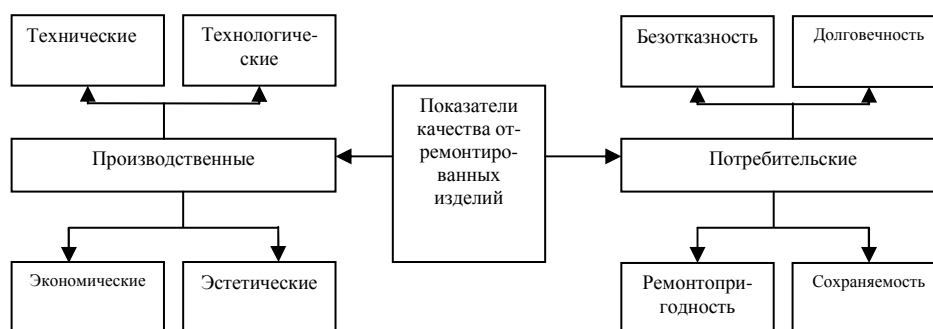 Технические
Технологиче-
ские
Безотказность
Долговечность
Показатели
качества от-
ремонтиро-
ванных
изделий
Производственные
Потребительские
Экономические
Эстетические
Ремонтопри-
годность
Сохраняемость